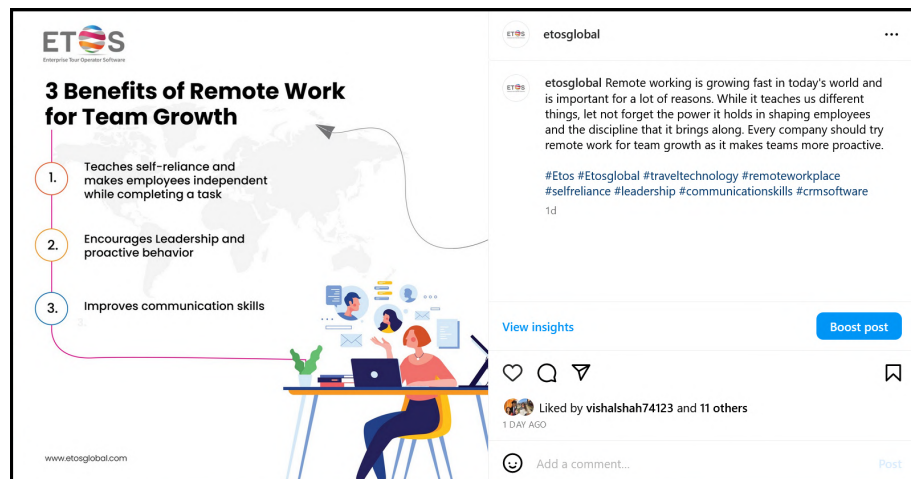 ETOS
Enterprise Tour Operator Software
3 Benefits of Remote Work
for Team Growth
1.
Teaches self-reliance and
makes employees independent
while completing a task
2.
Encourages Leadership and
proactive behavior
3.
Improves communication skills
www.etosglobal.com
ETOS
etosglobal
ETOS
etosglobal Remote working is growing fast in today's world and
is important for a lot of reasons. While it teaches us different
things, let not forget the power it holds in shaping employees
and the discipline that it brings along. Every company should try
remote work for team growth as it makes teams more proactive.
#Etos #Etosglobal #traveltechnology #remoteworkplace
#selfreliance #leadership #communicationskills #crmsoftware
1d
View insights
Boost post
Liked by vishalshah74123 and 11 others
1 DAY AGO
Add a comment...
Post